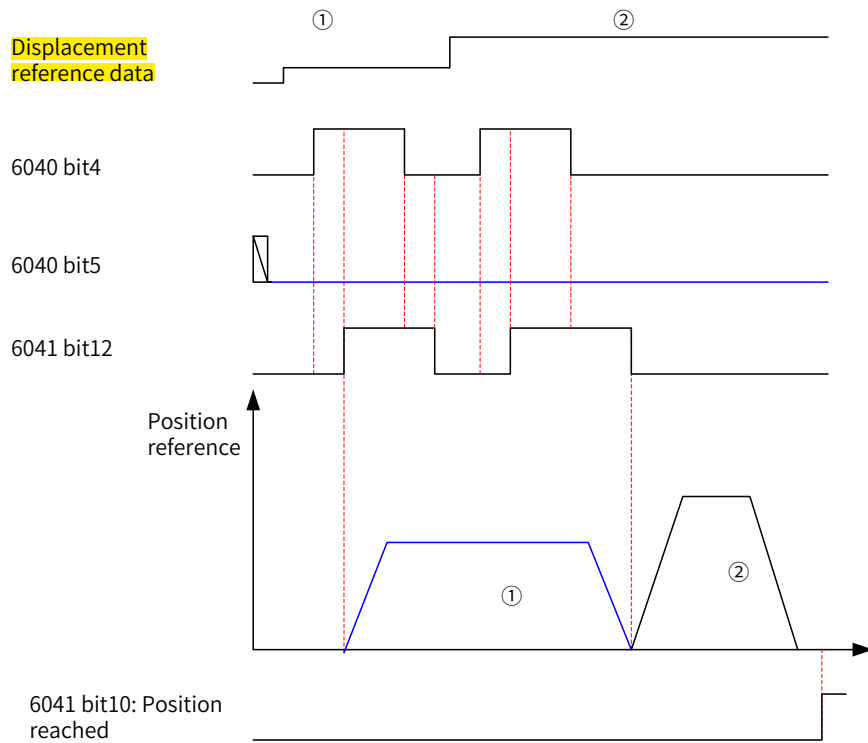 ① ②
Displacement
reference data
6040 bit4
6040 bit5
6041 bit12
Position
reference
① ②
6041 bit10: Position
reached